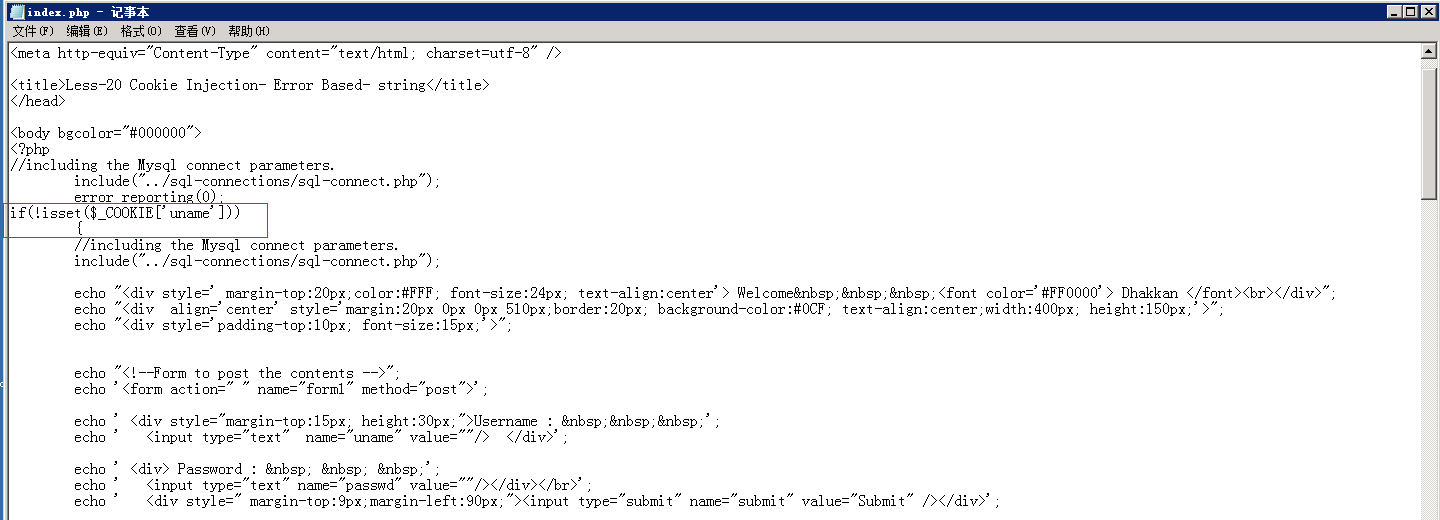 index.php - 记事本
文件(F) 编辑(E) 格式(O) 查看(V) 帮助(H)
<meta http-equiv="Content-Type" content="text/html; charset=utf-8" />
<title>Less-20 Cookie Injection- Error Based- string</title>
</head>
<body bgcolor="#000000">
<?php
//including the Mysql connect parameters.
include("../sql-connections/sql-connect.php");
error_reporting(0);
if(!isset($_COOKIE['uname']))
{
//including the Mysql connect parameters.
include("../sql-connections/sql-connect.php");
echo "<div style=' margin-top:20px;color:#FFF; font-size:24px; text-align:center'> Welcome&nbsp;&nbsp;&nbsp;<font color='#FF0000'> Dhakkan </font><br></div>";
echo "<div  align='center' style='margin:20px 0px 0px 510px;border:20px; background-color:#0CF; text-align:center;width:400px; height:150px;'>";
echo "<div style='padding-top:10px; font-size:15px;'>";
echo "<!--Form to post the contents -->";
echo '<form action=" " name="form1" method="post">';
echo ' <div style="margin-top:15px; height:30px;">Username : &nbsp;&nbsp;&nbsp;';
echo '   <input type="text"  name="uname" value=""/>  </div>';
echo ' <div> Password : &nbsp; &nbsp; &nbsp;';
echo '   <input type="text" name="passwd" value=""/></div></br>';
echo '   <div style=" margin-top:9px;margin-left:90px;"><input type="submit" name="submit" value="Submit" /></div>';